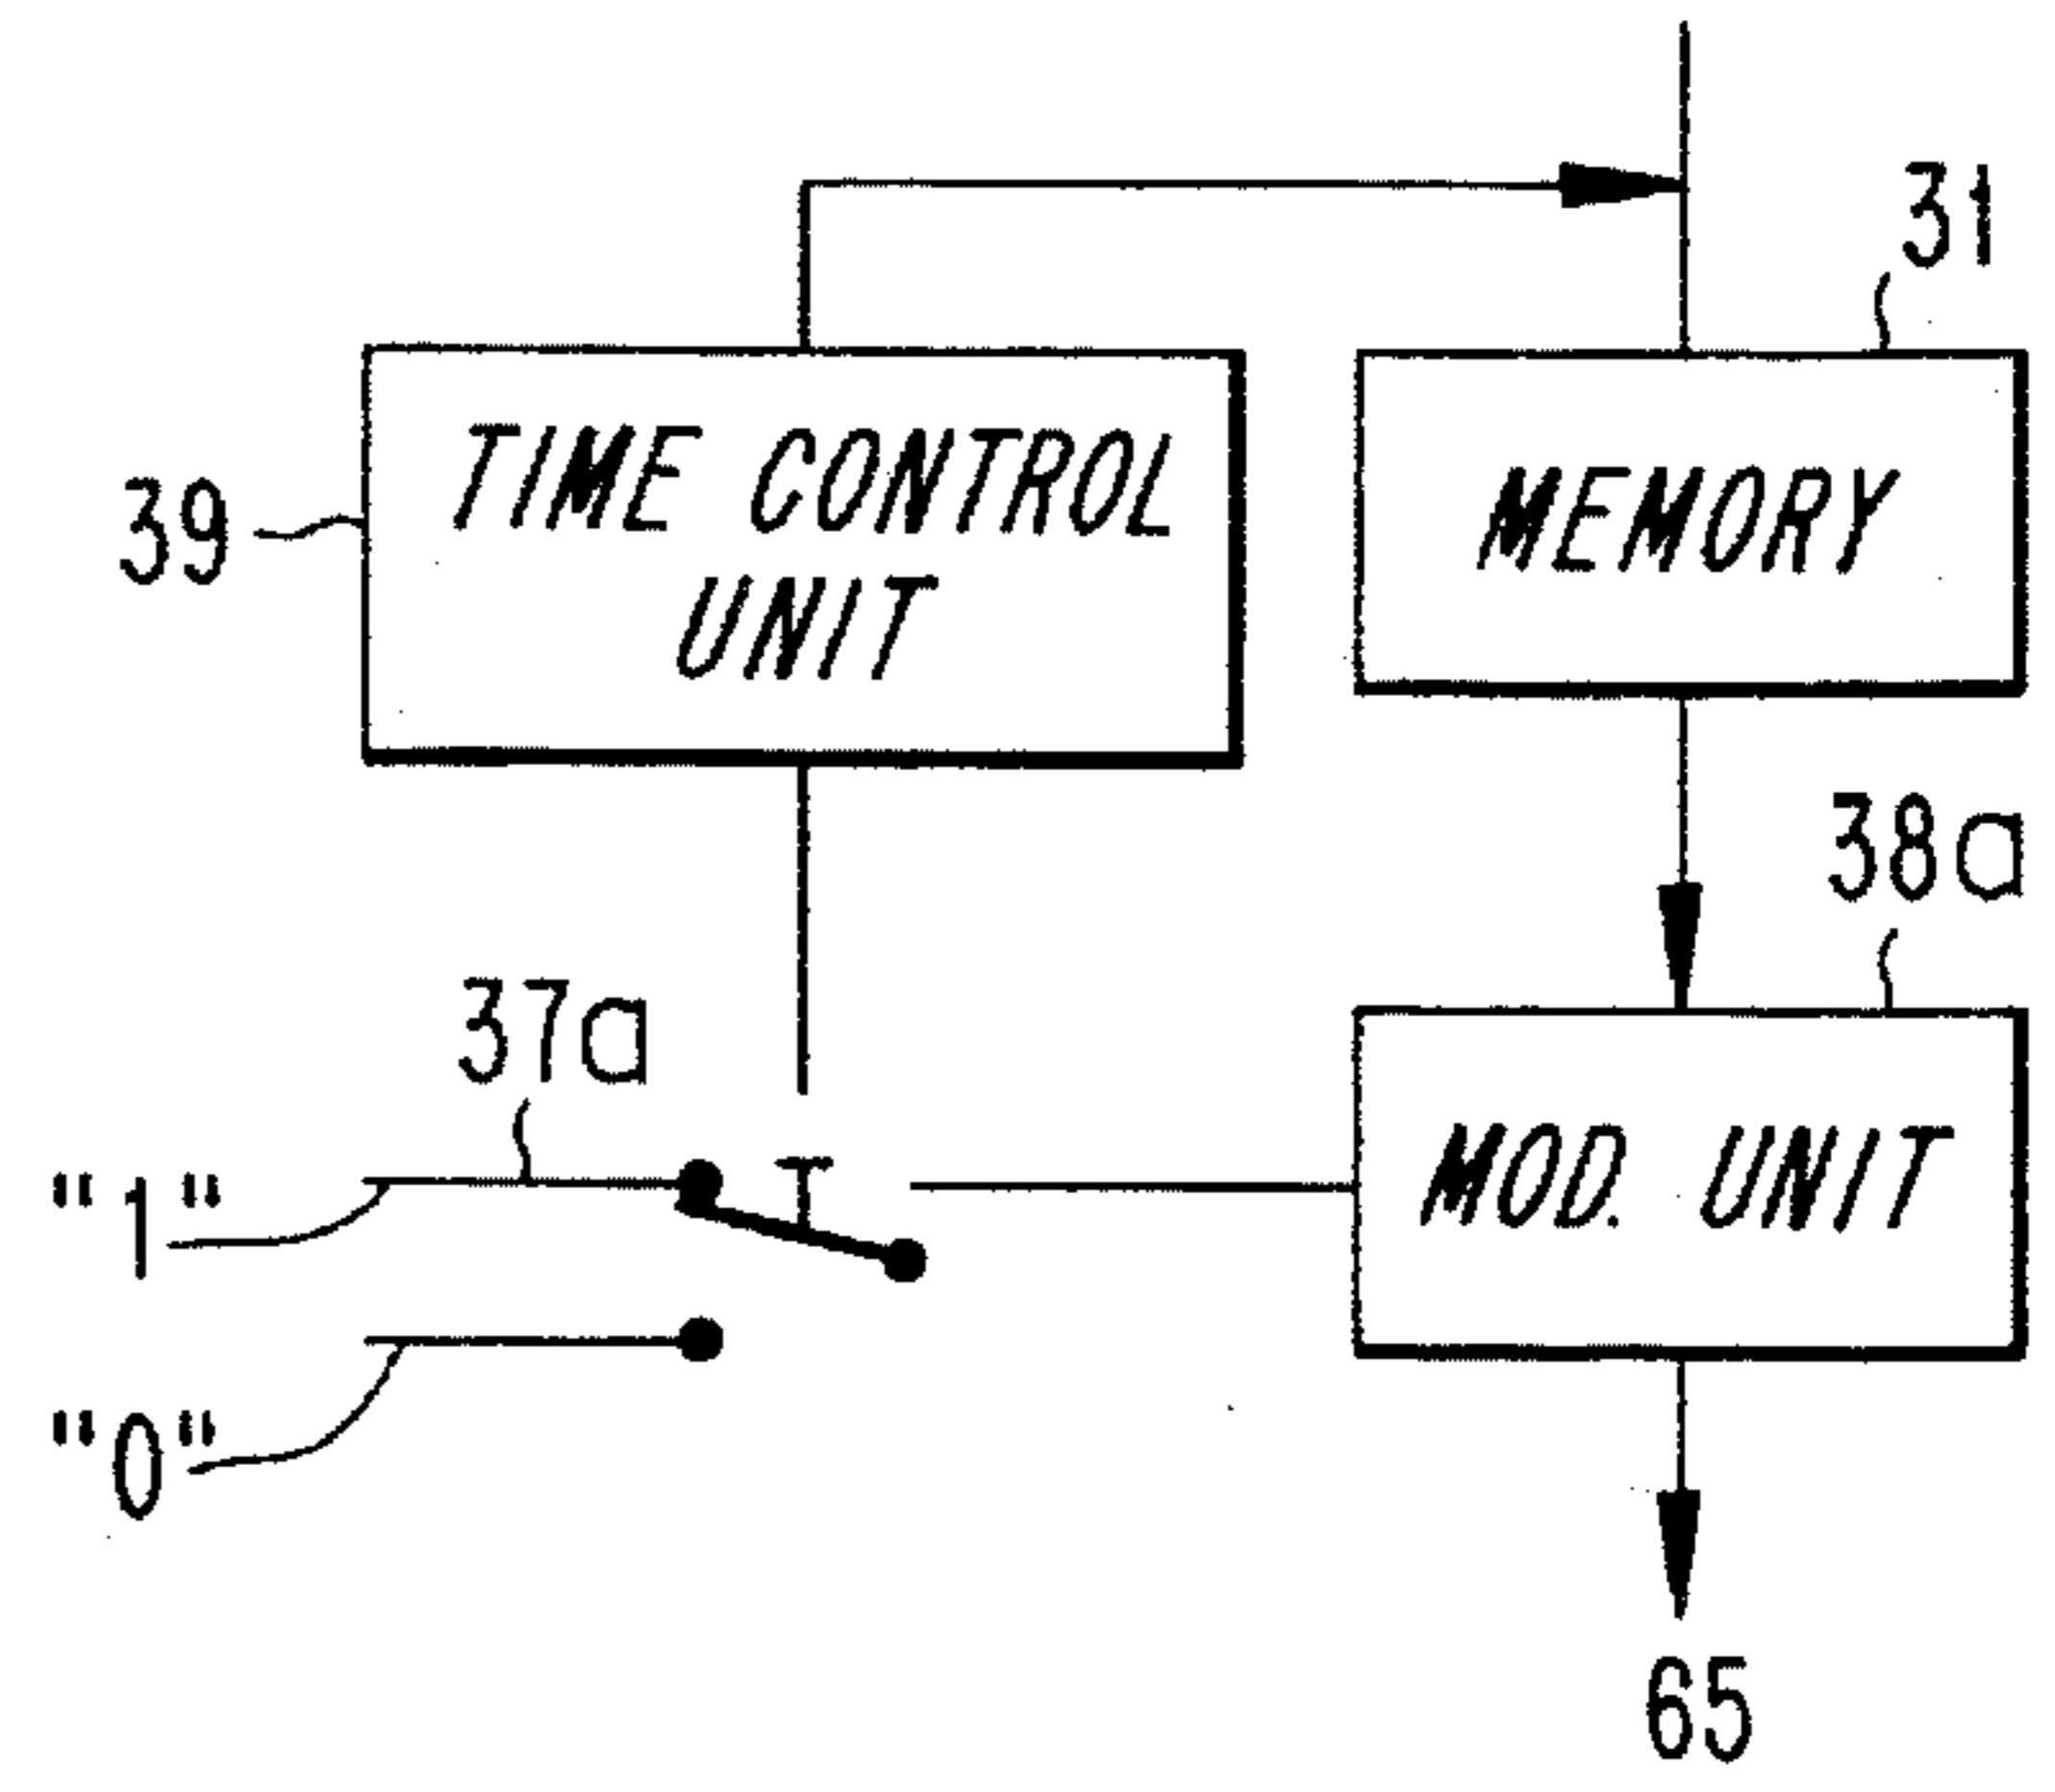 31
TIME CONTROL
UNIT
39
MEMORY
38a
37a
"1"
MOD. UNIT
"0"
65